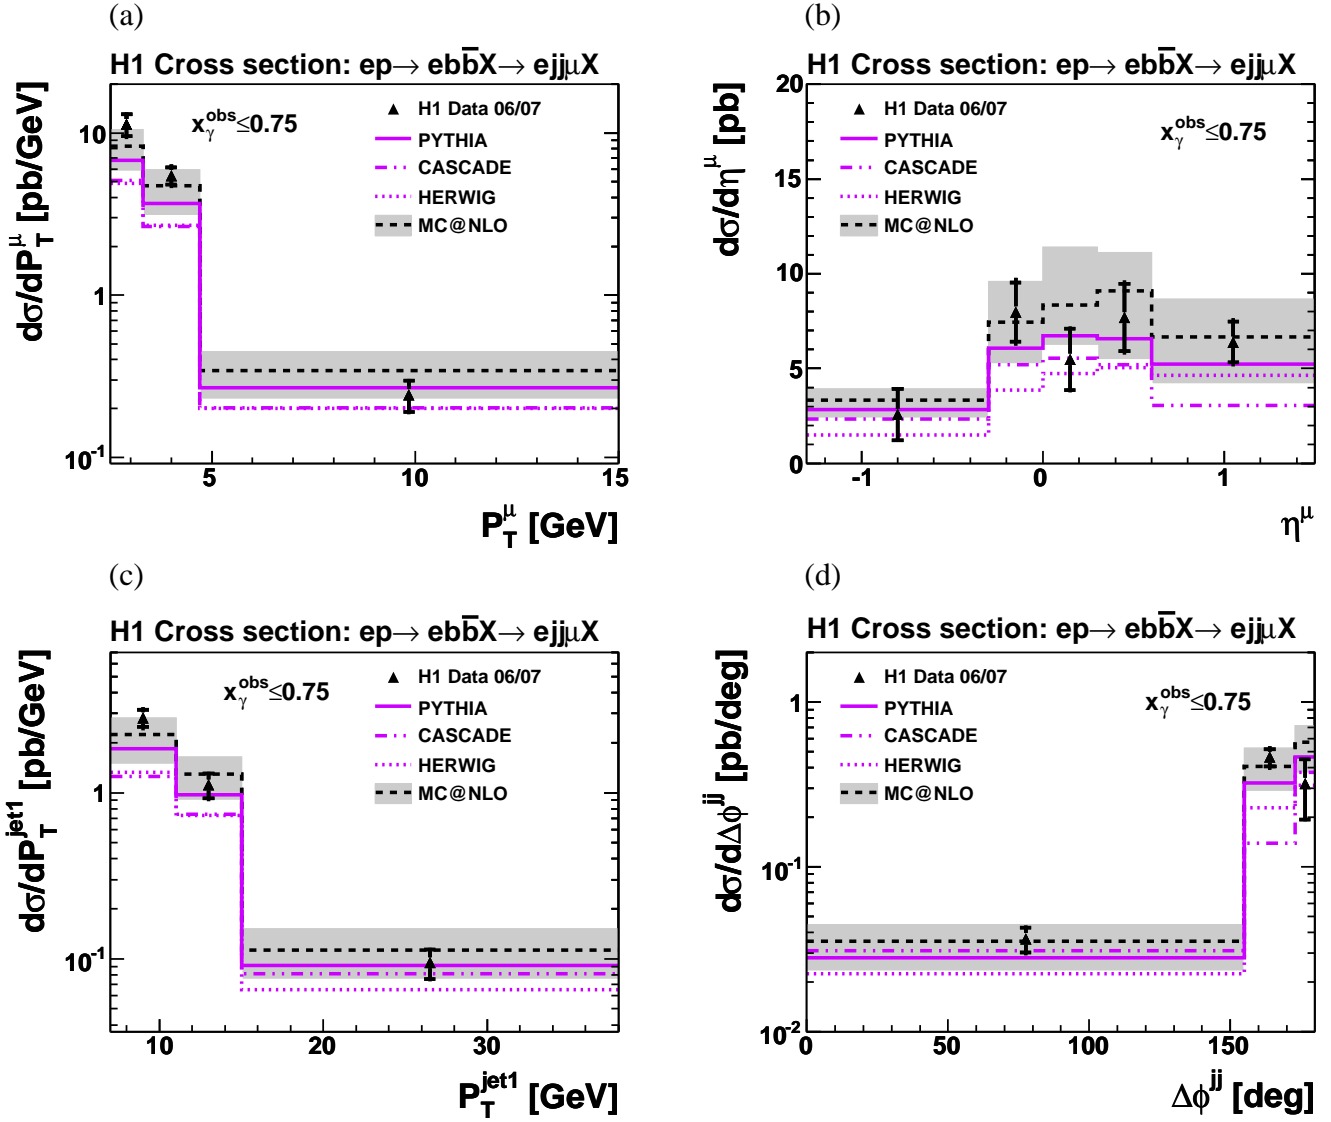 (a)
H1 Cross section: ep→ ebb̅X→ ejjμX
dσ/dP_T^μ [pb/GeV]
10
1
10^-1
x_γ^obs≤0.75
H1 Data 06/07
PYTHIA
CASCADE
HERWIG
MC@NLO
5 10 15
P_T^μ [GeV]
(b)
H1 Cross section: ep→ ebb̅X→ ejjμX
dσ/dη^μ [pb]
20
15
10
5
0
H1 Data 06/07
PYTHIA
CASCADE
HERWIG
MC@NLO
x_γ^obs≤0.75
-1 0 1
η^μ
(c)
H1 Cross section: ep→ ebb̅X→ ejjμX
dσ/dP_T^jet1 [pb/GeV]
1
10^-1
x_γ^obs≤0.75
H1 Data 06/07
PYTHIA
CASCADE
HERWIG
MC@NLO
10 20 30
P_T^jet1 [GeV]
(d)
H1 Cross section: ep→ ebb̅X→ ejjμX
dσ/dΔϕ^jj [pb/deg]
1
10^-1
10^-2
H1 Data 06/07
PYTHIA
CASCADE
HERWIG
MC@NLO
x_γ^obs≤0.75
0 50 100 150
Δϕ^jj [deg]